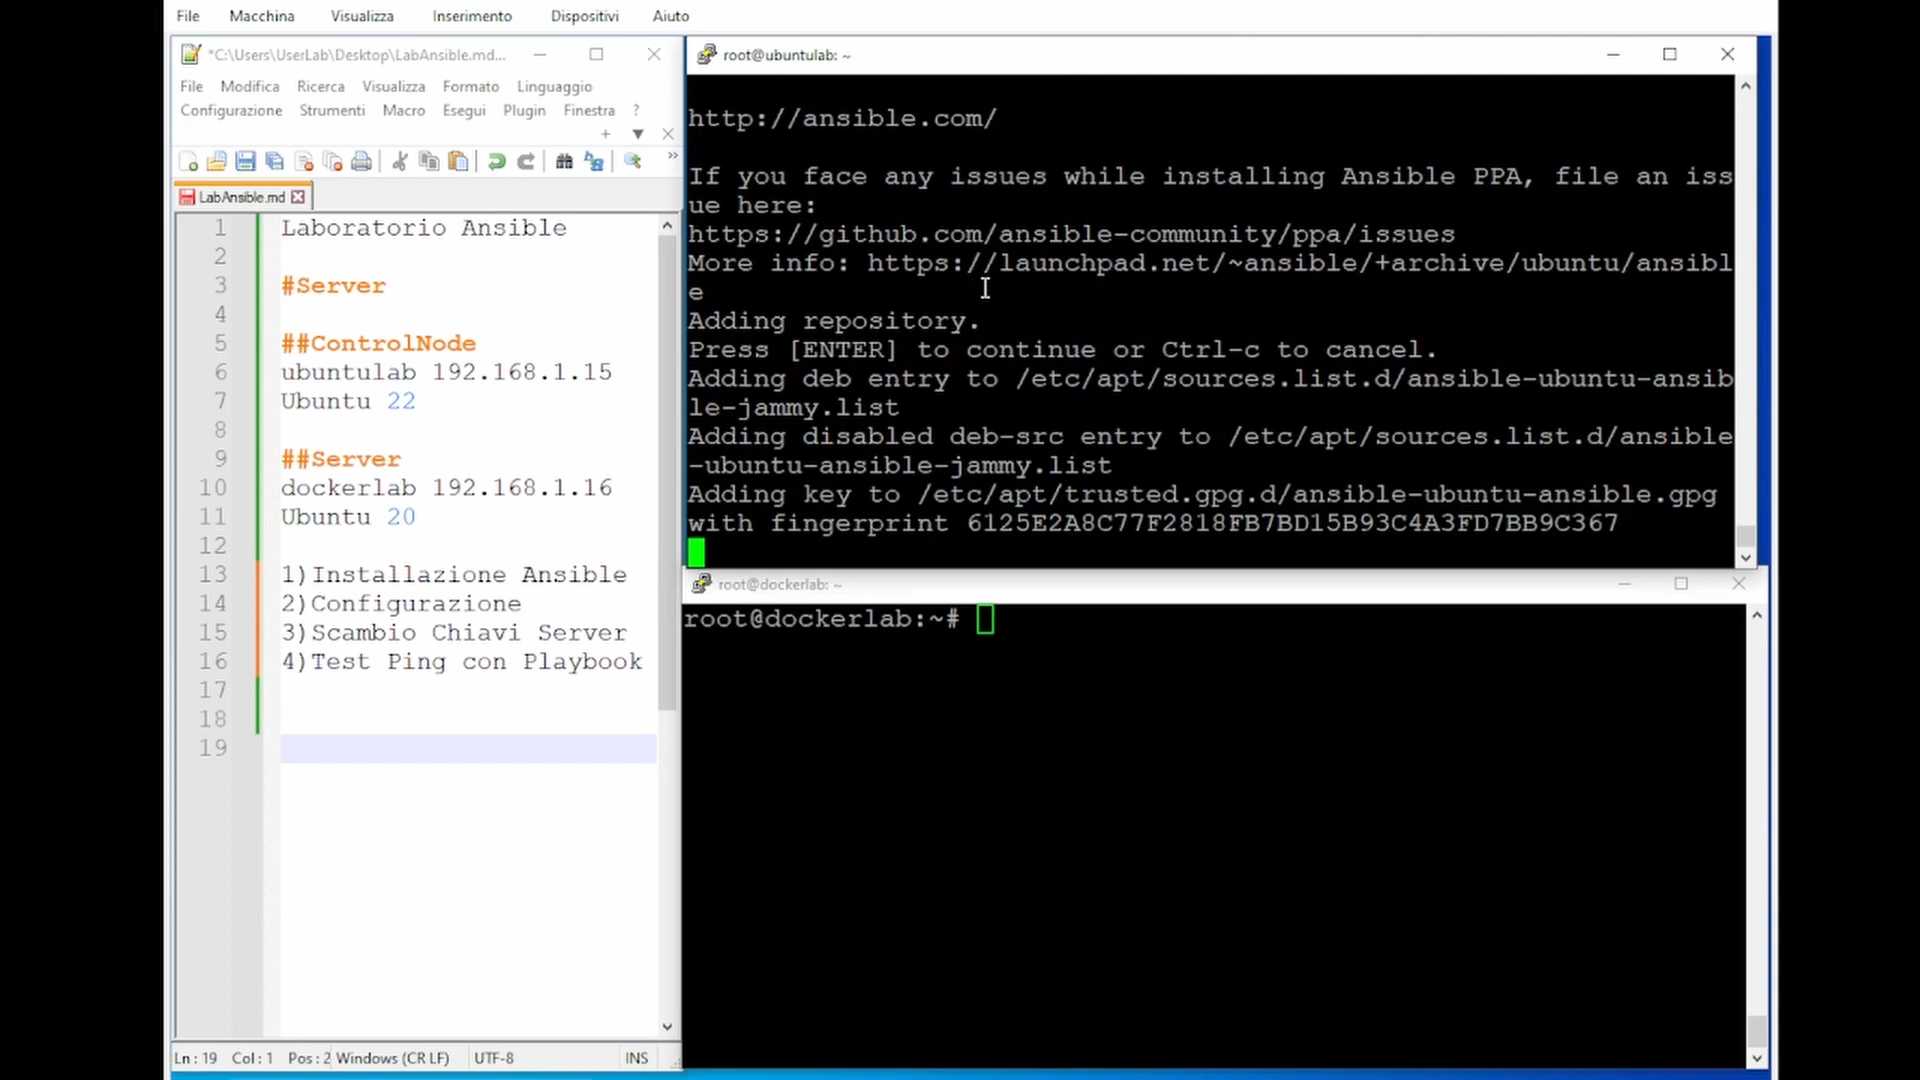 File Macchina Visualizza Inserimento Dispositivi Aiuto
*C:\Users\UserLab\Desktop\LabAnsible.md...
File Modifica Ricerca Visualizza Formato Linguaggio
Configurazione Strumenti Macro Esegui Plugin Finestra ?
LabAnsible.md
1 Laboratorio Ansible
2
3 #Server
4
5 ##ControlNode
6 ubuntulab 192.168.1.15
7 Ubuntu 22
8
9 ##Server
10 dockerlab 192.168.1.16
11 Ubuntu 20
12
13 1)Installazione Ansible
14 2)Configurazione
15 3)Scambio Chiavi Server
16 4)Test Ping con Playbook
17
18
19
Ln : 19 Col : 1 Pos : 2 Windows (CR LF) UTF-8 INS
root@ubuntulab: ~
http://ansible.com/
If you face any issues while installing Ansible PPA, file an iss
ue here:
https://github.com/ansible-community/ppa/issues
More info: https://launchpad.net/~ansible/+archive/ubuntu/ansibl
e
Adding repository.
Press [ENTER] to continue or Ctrl-c to cancel.
Adding deb entry to /etc/apt/sources.list.d/ansible-ubuntu-ansib
le-jammy.list
Adding disabled deb-src entry to /etc/apt/sources.list.d/ansible
-ubuntu-ansible-jammy.list
Adding key to /etc/apt/trusted.gpg.d/ansible-ubuntu-ansible.gpg
with fingerprint 6125E2A8C77F2818FB7BD15B93C4A3FD7BB9C367
root@dockerlab: ~
root@dockerlab:~#